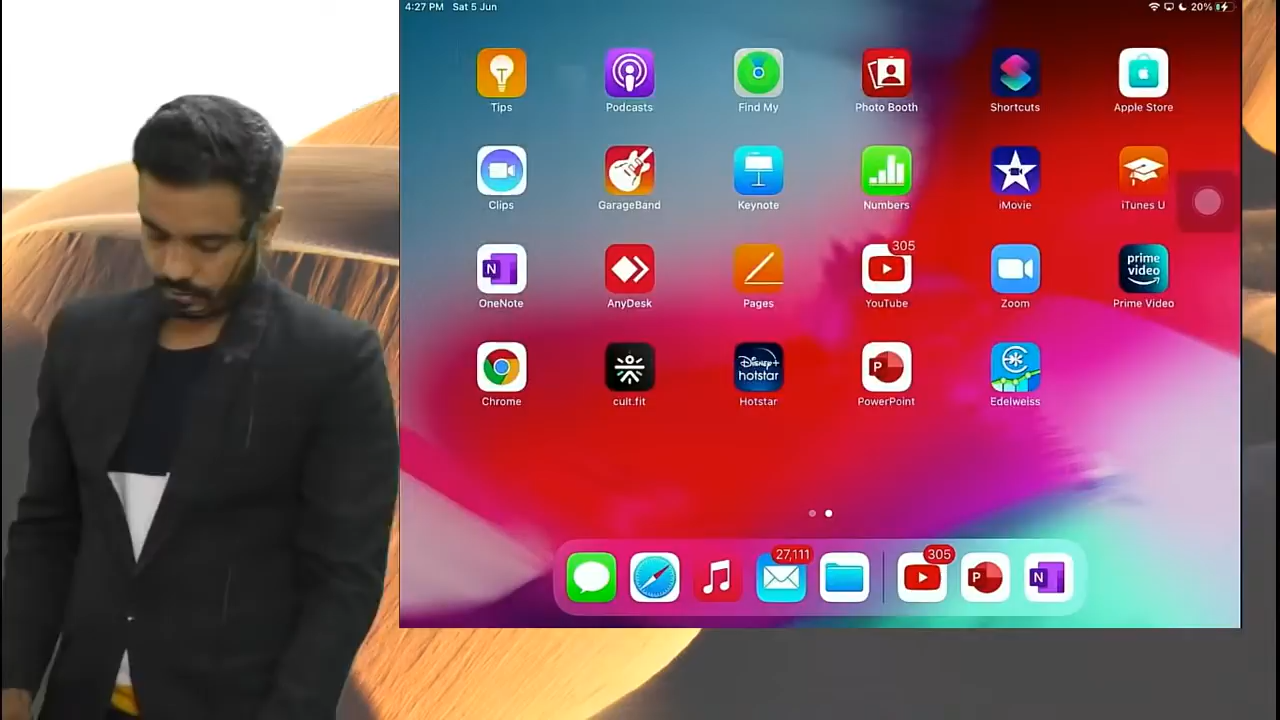 4:27 PM Sat 5 Jun 20%
Tips Podcasts Find My Photo Booth Shortcuts Apple Store
Clips GarageBand Keynote Numbers iMovie iTunes U
N 305 prime video
OneNote AnyDesk Pages YouTube Zoom Prime Video
Disney+ hotstar P
Chrome cult.fit Hotstar PowerPoint Edelweiss
27,111 305
P N